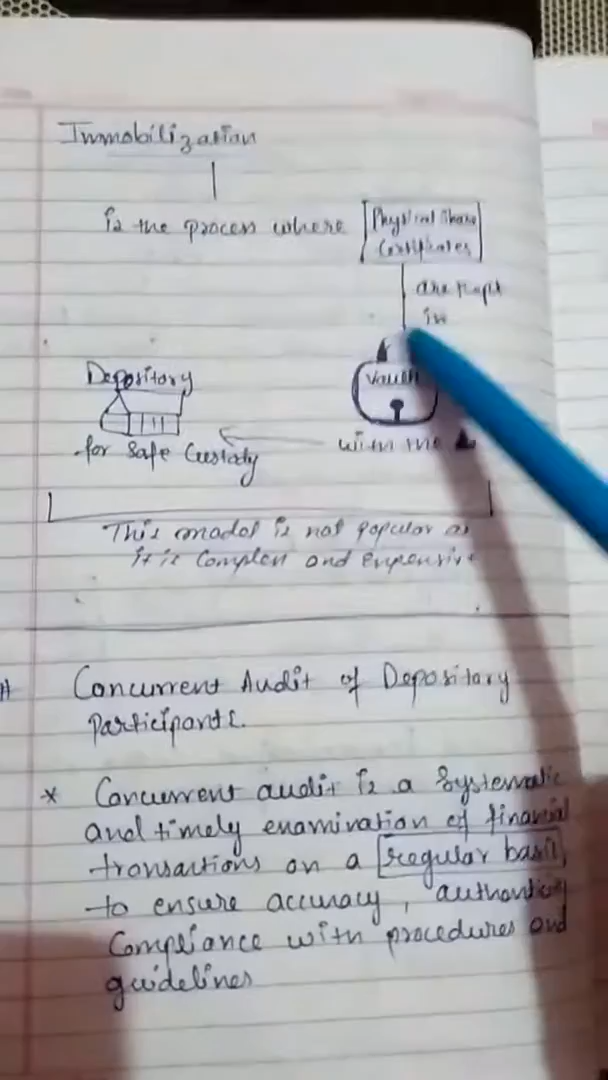 Immobilization
is the process where [Physical Share
Certificates]
are kept
in
Depository
Vault
with the
for Safe Custody
This model is not popular as
it is Complex and Expensive
# Concurrent Audit of Depository
Participants.
* Concurrent audit is a Systematic
and timely examination of financial
transactions on a regular basis,
to ensure accuracy, authenticity
Compliance with procedures and
guidelines